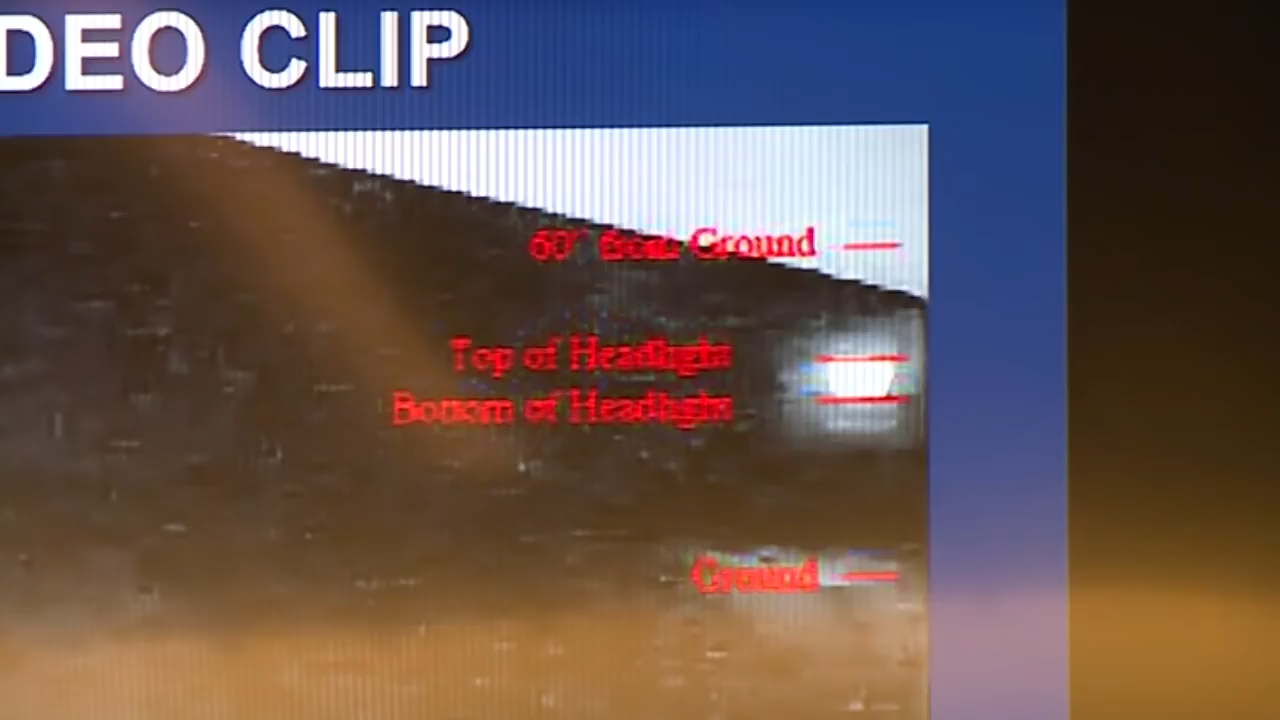 DEO CLIP
60" from Ground
Top of Headlight
Bottom of Headlight
Ground